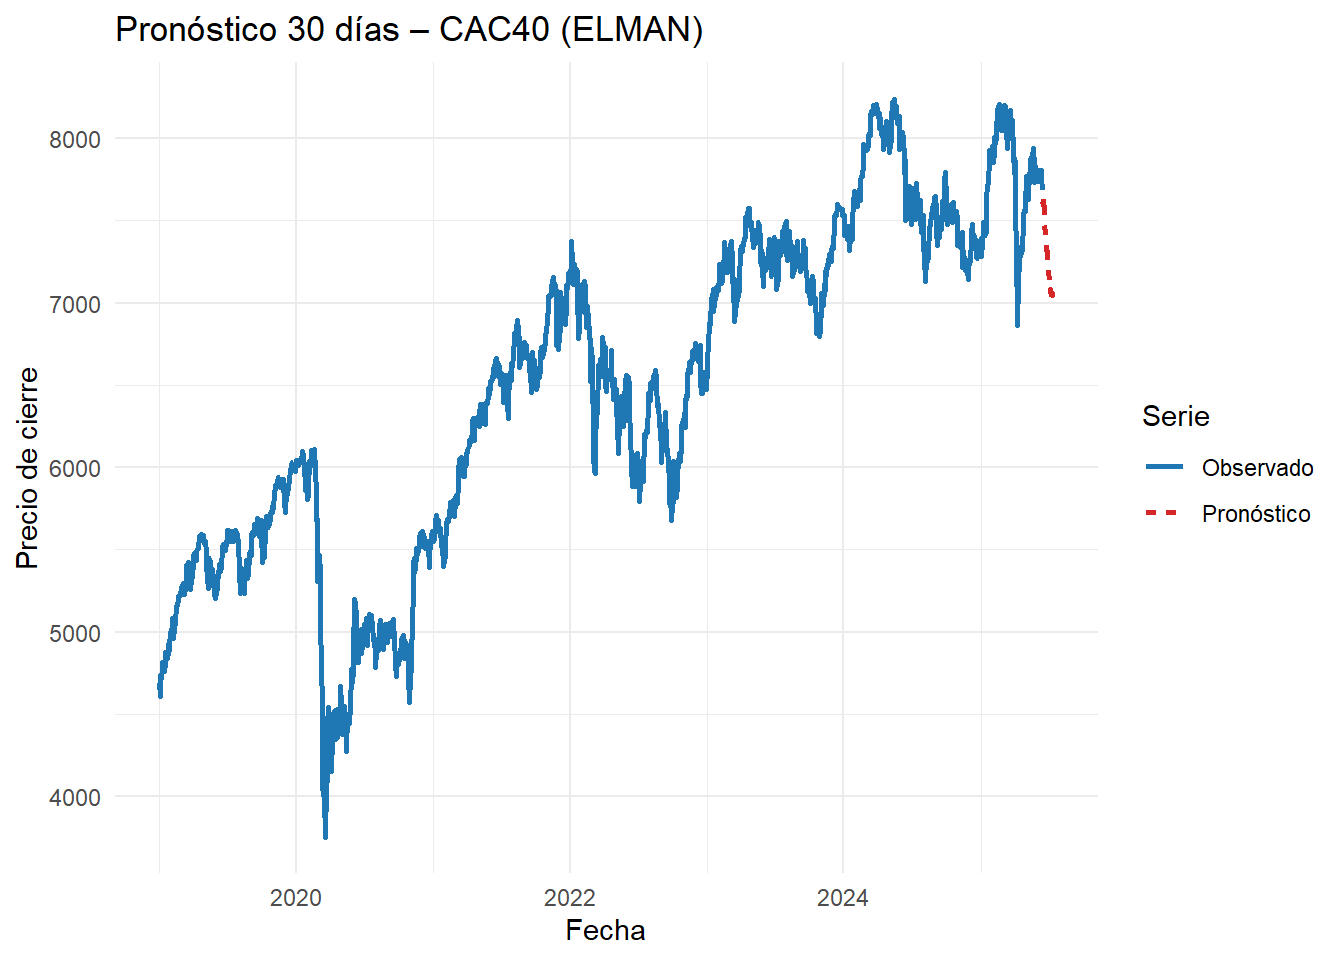 Pronóstico 30 días – CAC40 (ELMAN)
8000
7000
6000
5000
4000
Precio de cierre
2020
2022
2024
Fecha
Serie
Observado
Pronóstico